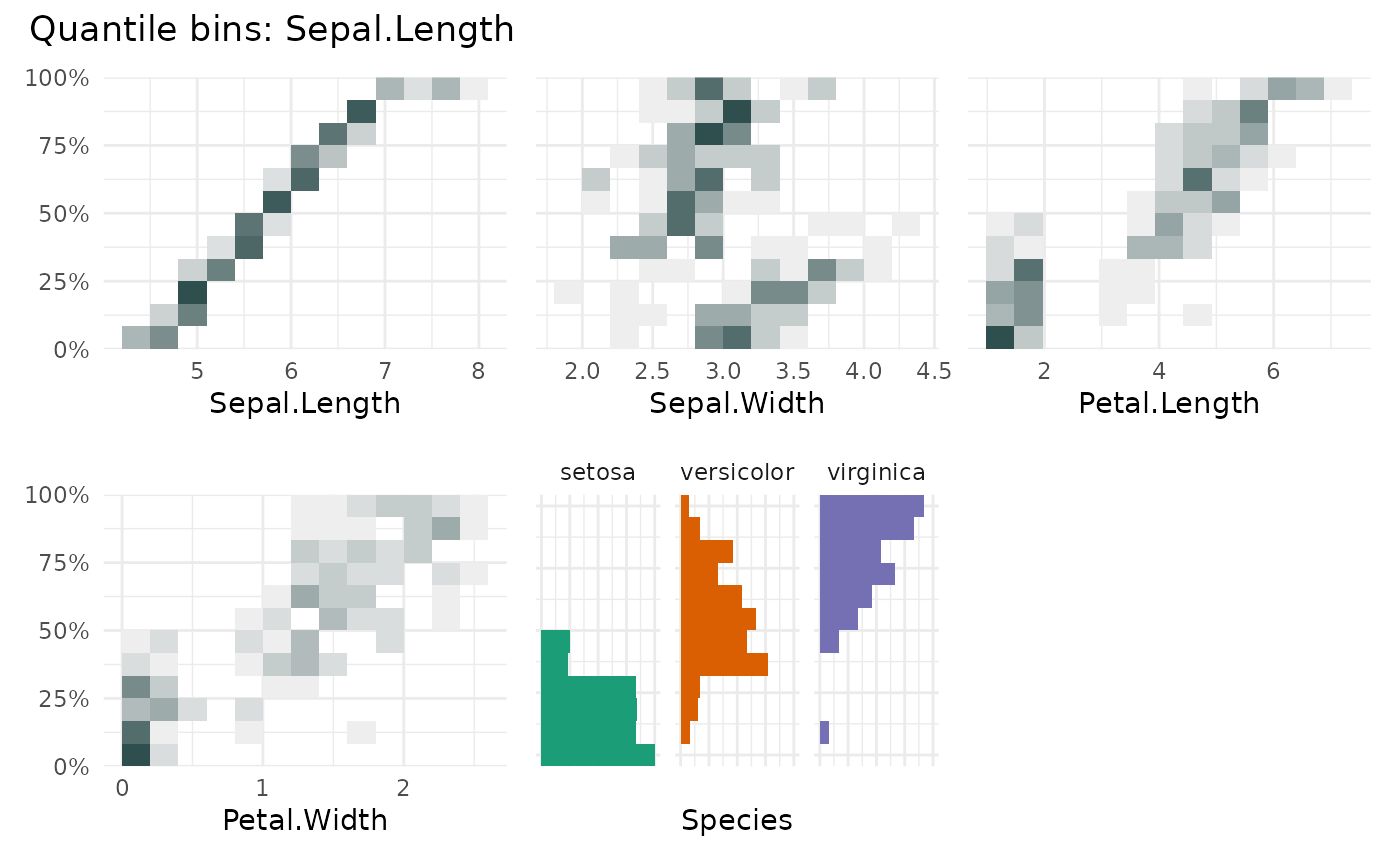 Quantile bins: Sepal.Length
100%
75%
50%
25%
0%
5 6 7 8
Sepal.Length
2.0 2.5 3.0 3.5 4.0 4.5
Sepal.Width
2 4 6
Petal.Length
100%
75%
50%
25%
0%
0 1 2
Petal.Width
setosa versicolor virginica
Species